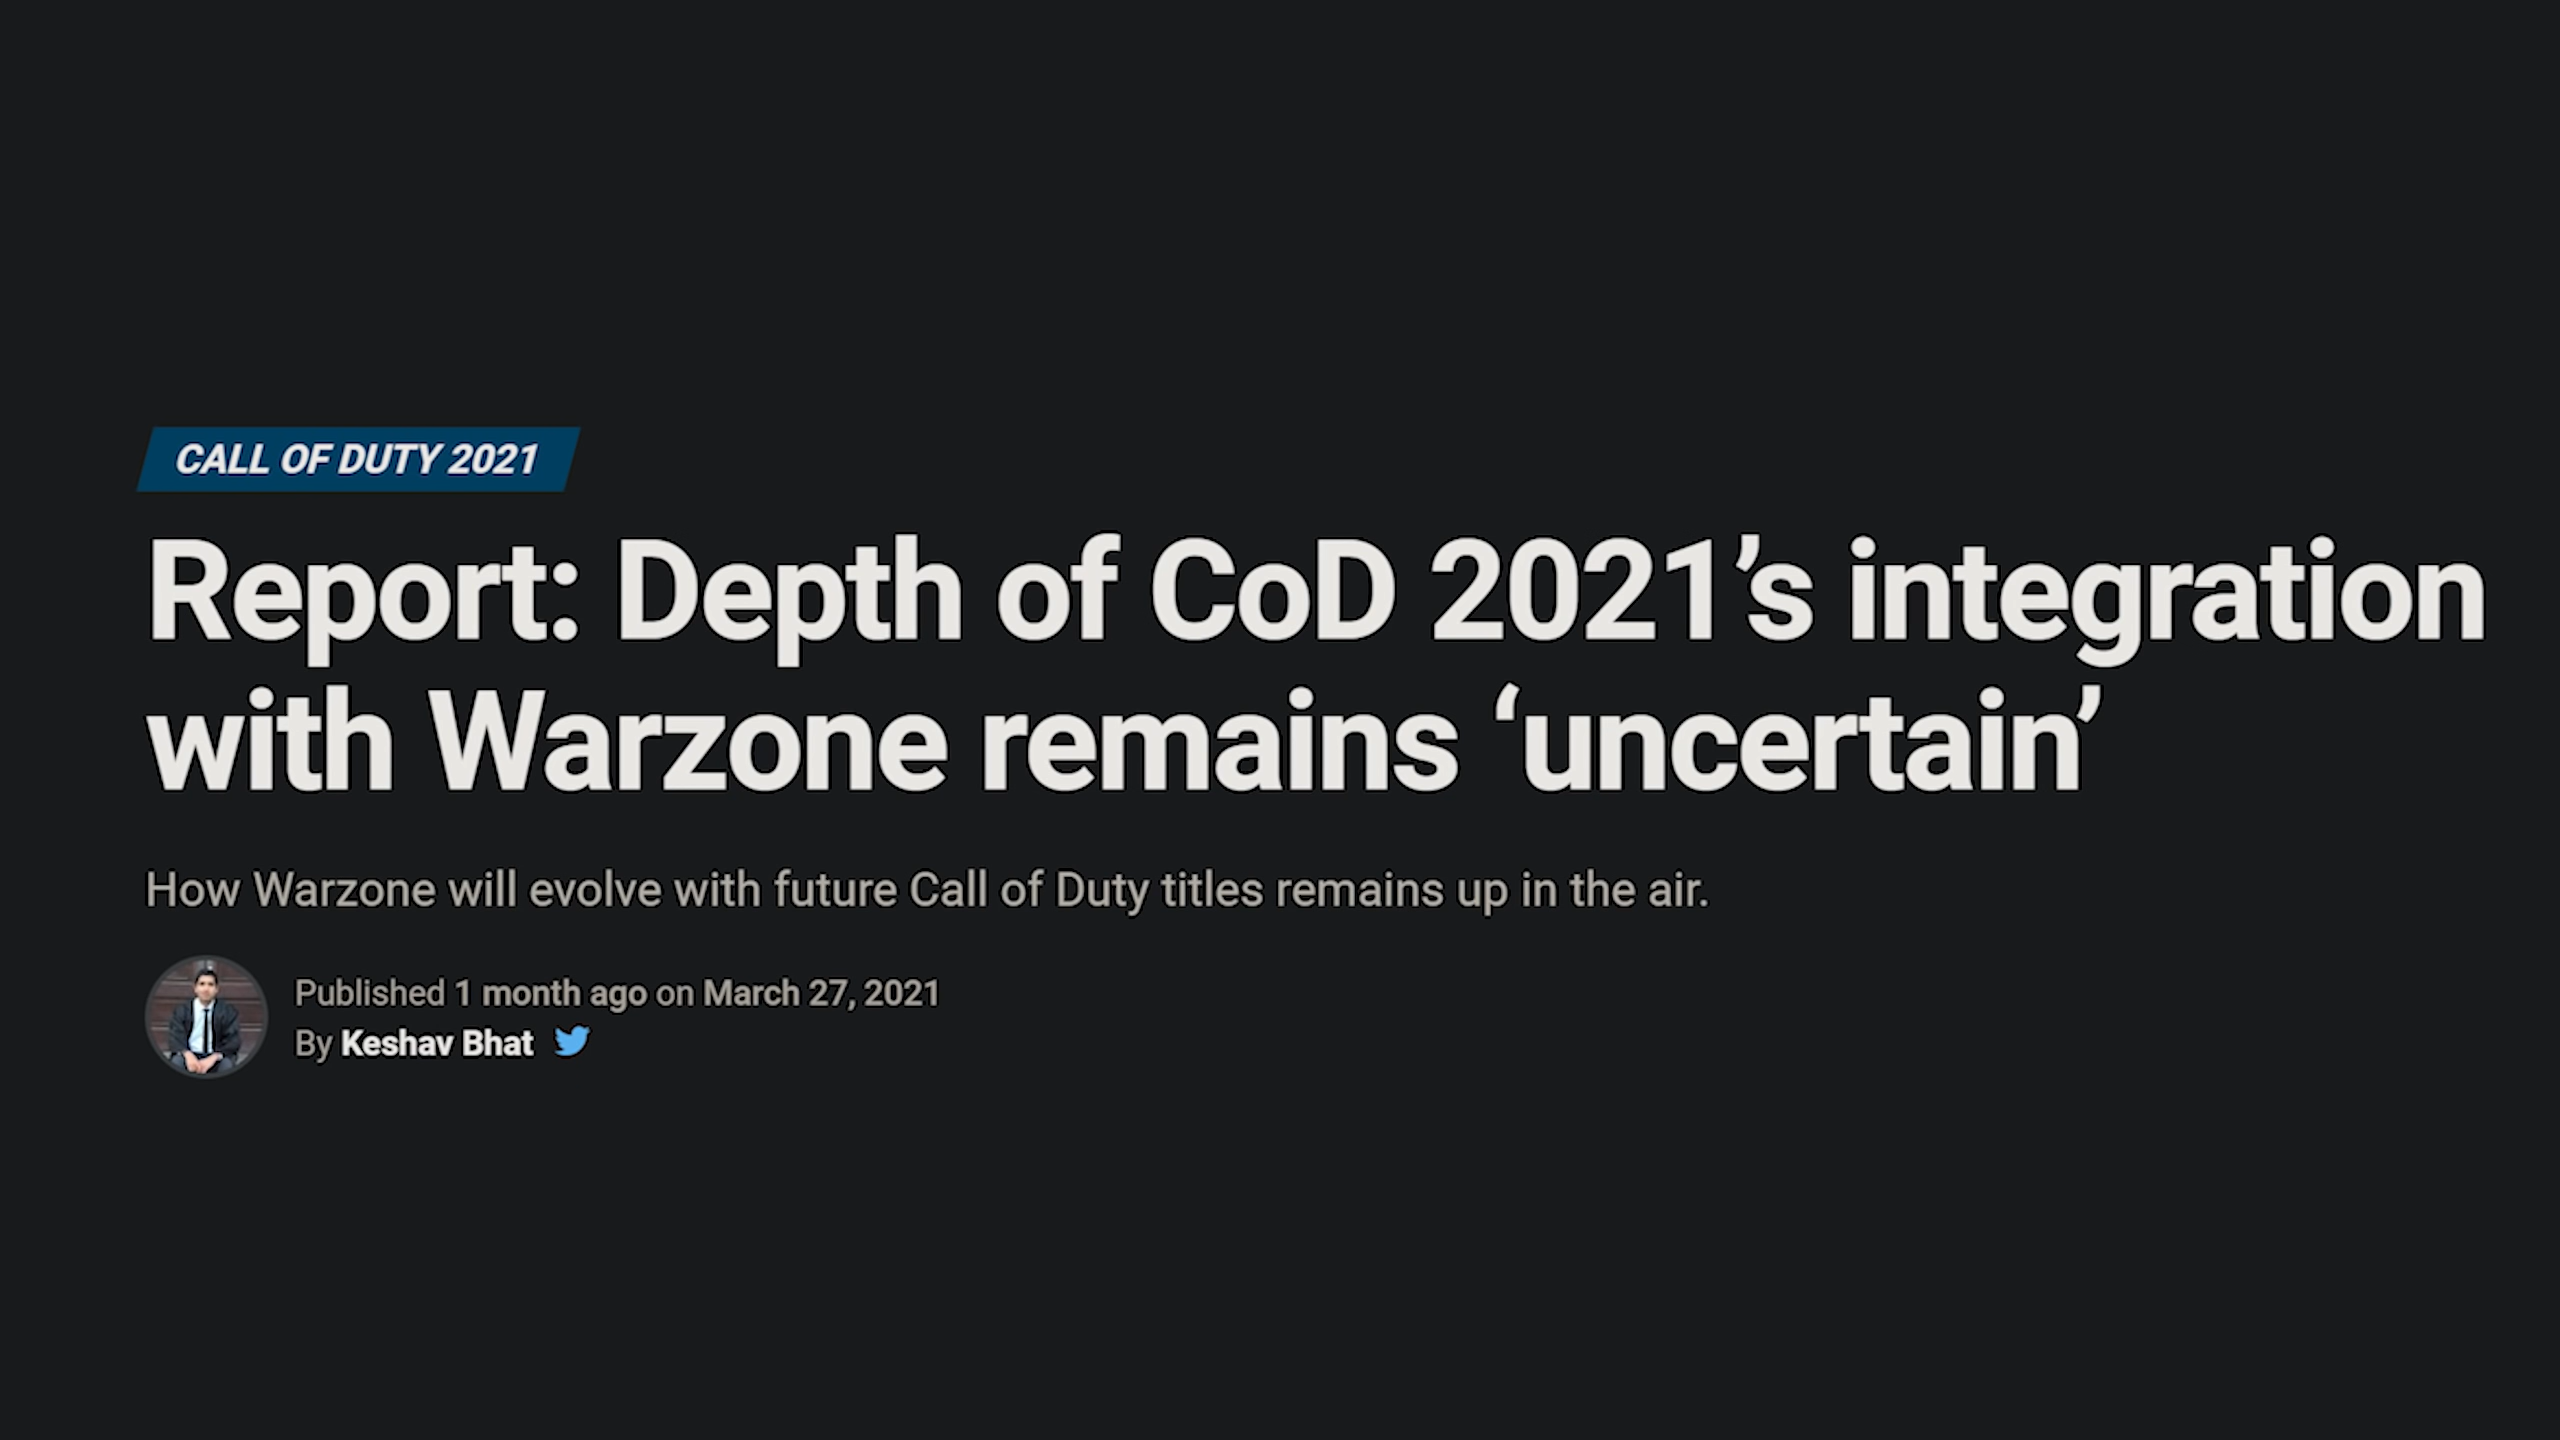 CALL OF DUTY 2021
Report: Depth of CoD 2021’s integration
with Warzone remains ‘uncertain’
How Warzone will evolve with future Call of Duty titles remains up in the air.
Published 1 month ago on March 27, 2021
By Keshav Bhat